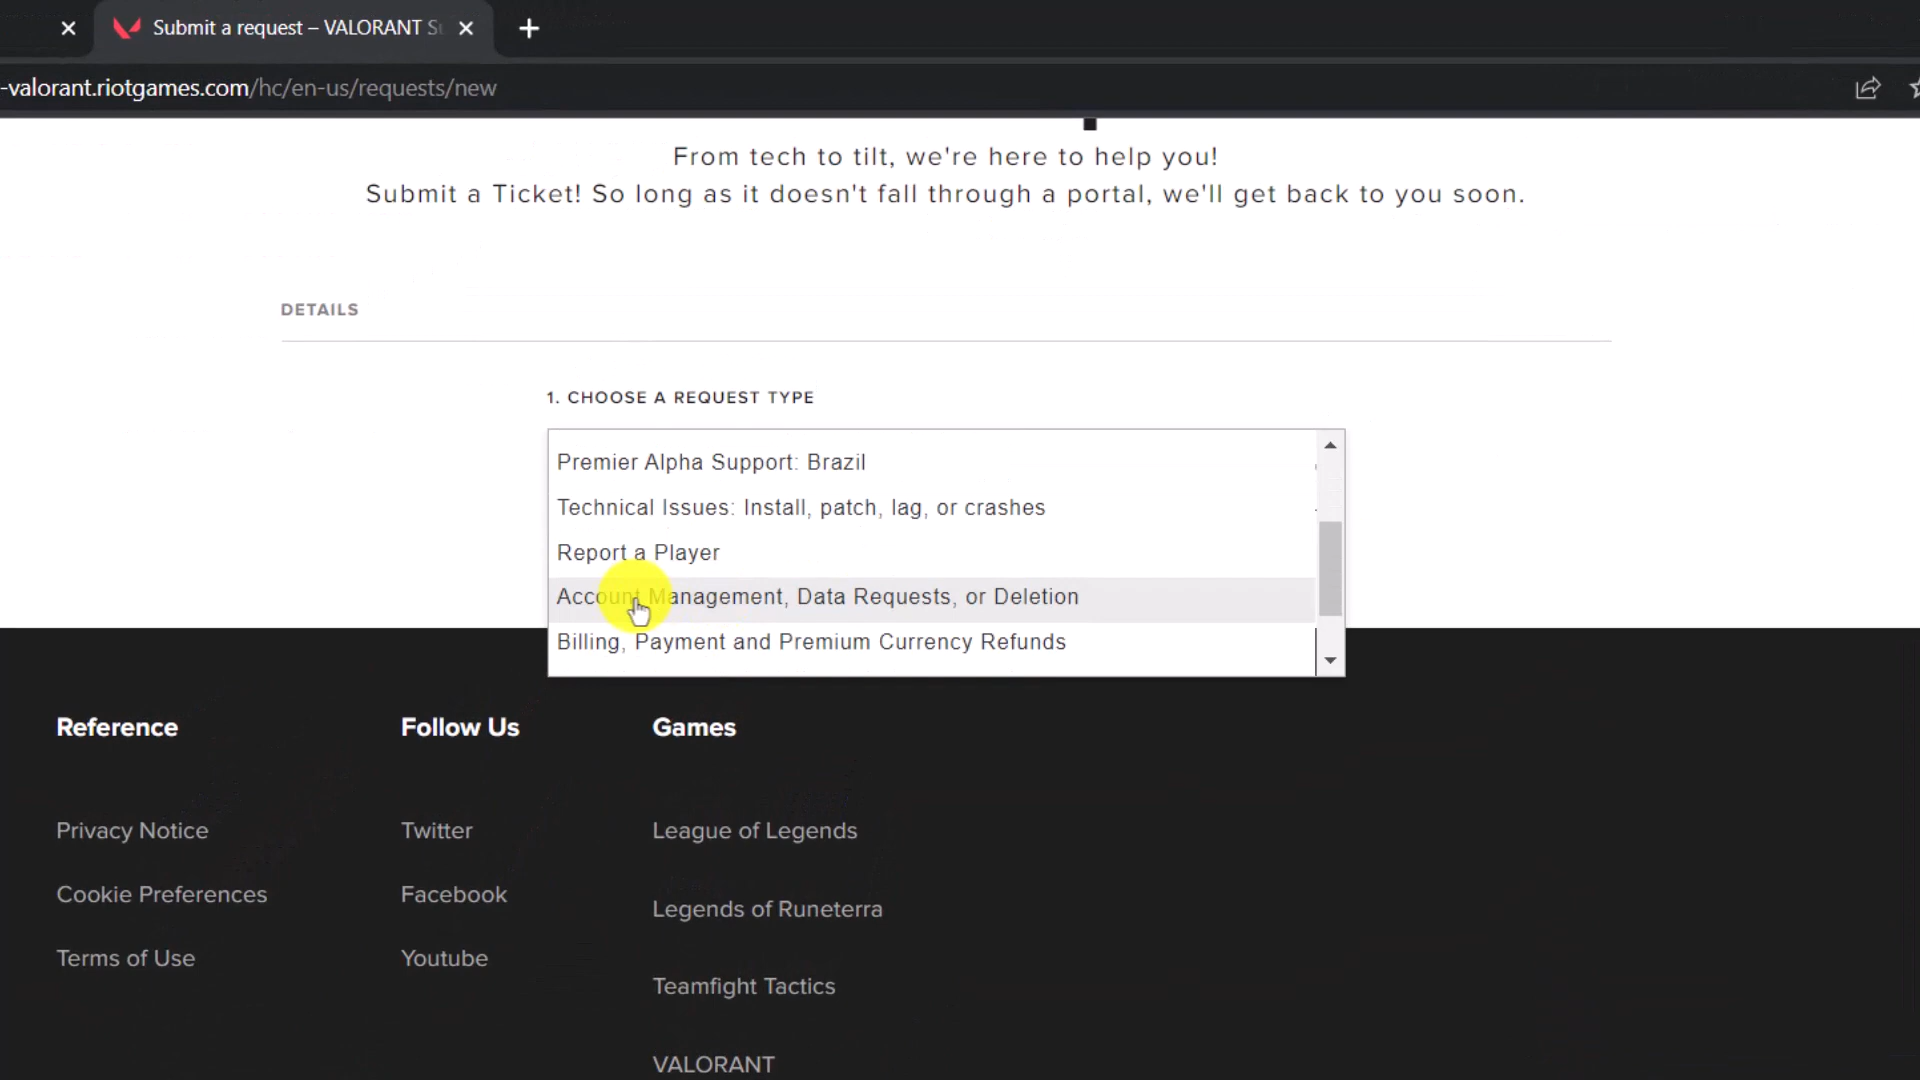 Submit a request – VALORANT Su
-valorant.riotgames.com/hc/en-us/requests/new
From tech to tilt, we're here to help you!
Submit a Ticket! So long as it doesn't fall through a portal, we'll get back to you soon.
DETAILS
1. CHOOSE A REQUEST TYPE
Premier Alpha Support: Brazil
Technical Issues: Install, patch, lag, or crashes
Report a Player
Account Management, Data Requests, or Deletion
Billing, Payment and Premium Currency Refunds
Reference
Privacy Notice
Cookie Preferences
Terms of Use
Follow Us
Twitter
Facebook
Youtube
Games
League of Legends
Legends of Runeterra
Teamfight Tactics
VALORANT